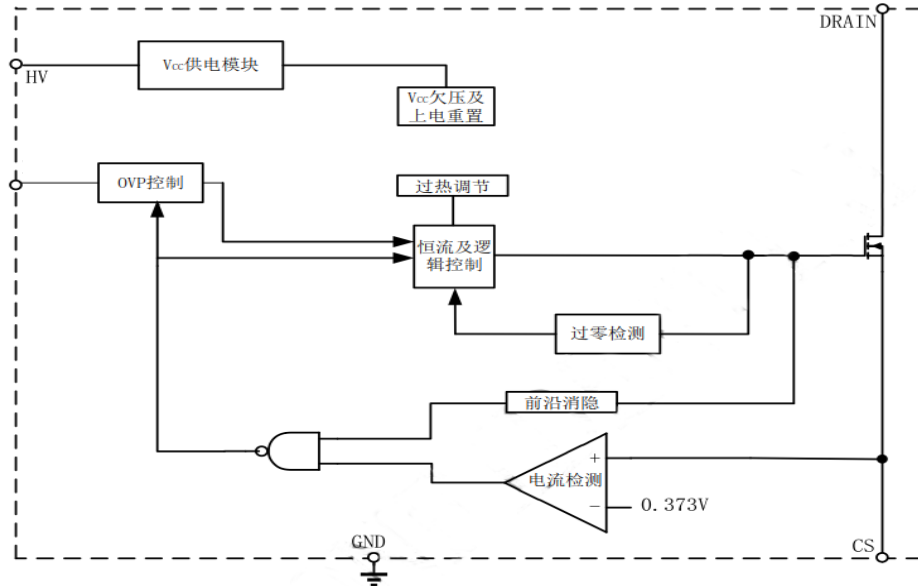 DRAIN
HV
Vcc供电模块
Vcc欠压及
上电重置
OVP控制
过热调节
恒流及逻
辑控制
过零检测
前沿消隐
+
电流检测
−
0.373V
GND
CS